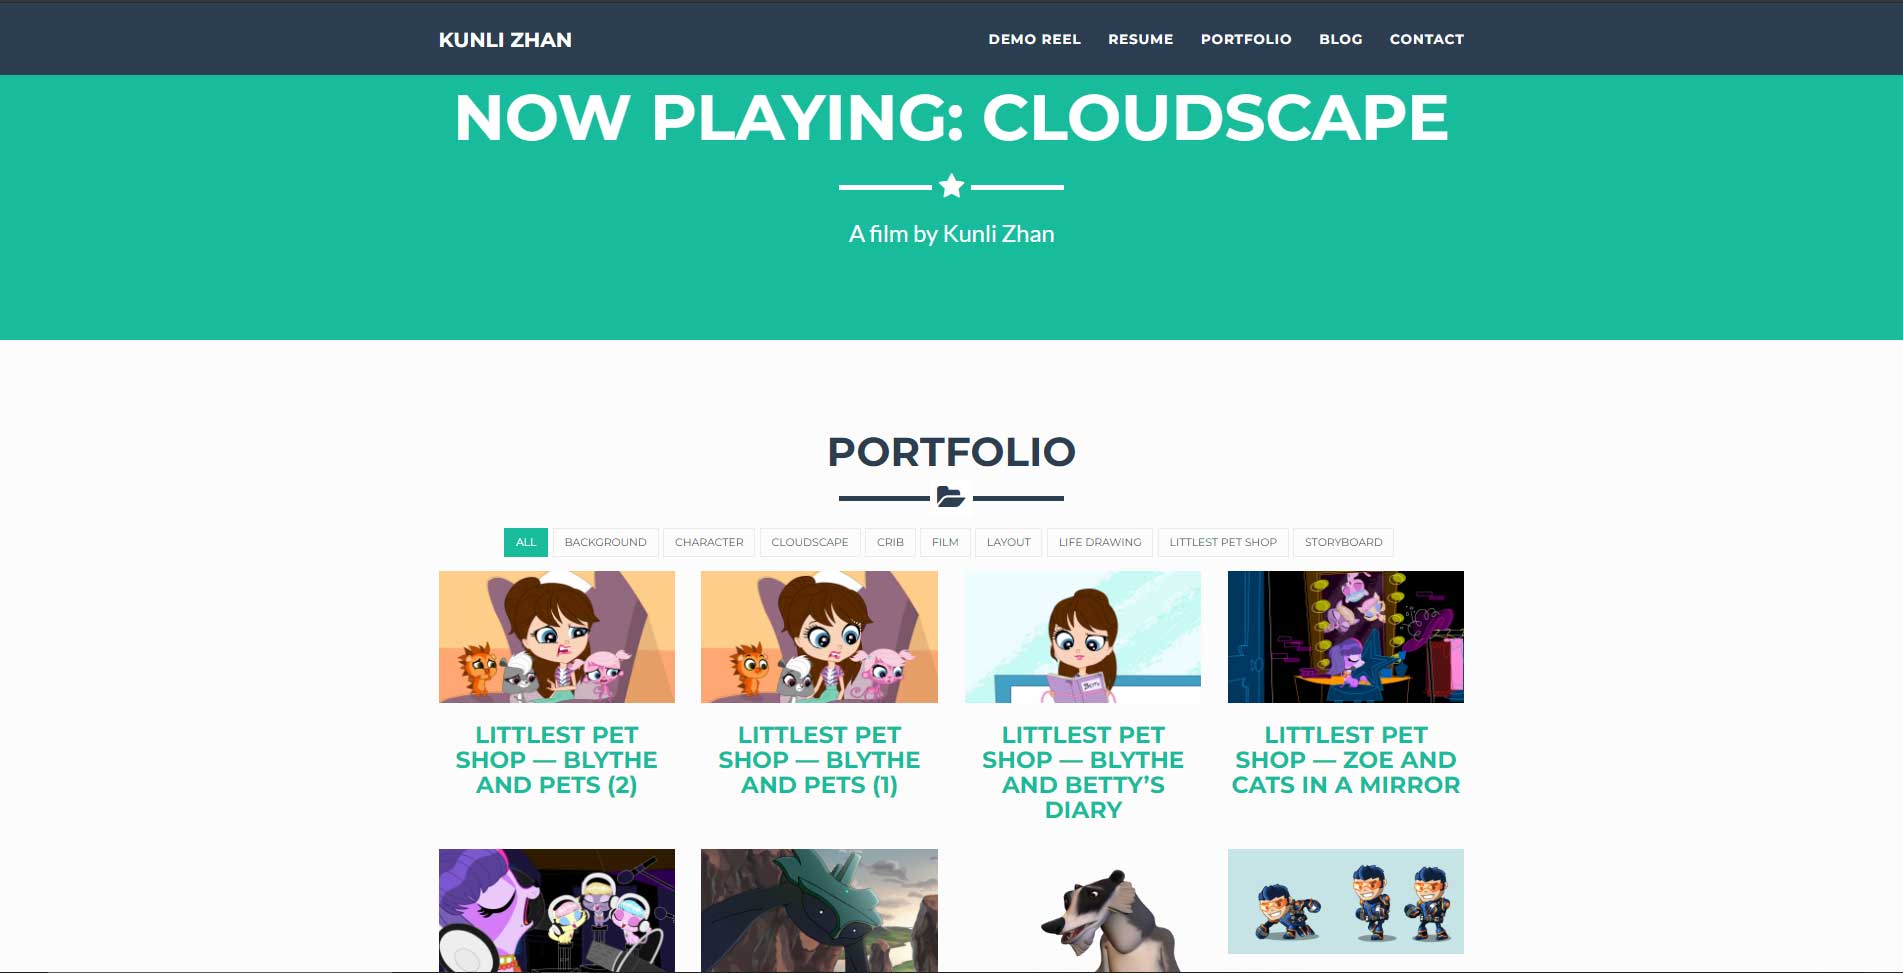 KUNLI ZHAN
DEMO REEL RESUME PORTFOLIO BLOG CONTACT
NOW PLAYING: CLOUDSCAPE
A film by Kunli Zhan
PORTFOLIO
ALL BACKGROUND CHARACTER CLOUDSCAPE CRIB FILM LAYOUT LIFE DRAWING LITTLEST PET SHOP STORYBOARD
LITTLEST PET
SHOP — BLYTHE
AND PETS (2)
LITTLEST PET
SHOP — BLYTHE
AND PETS (1)
LITTLEST PET
SHOP — BLYTHE
AND BETTY’S
DIARY
LITTLEST PET
SHOP — ZOE AND
CATS IN A MIRROR